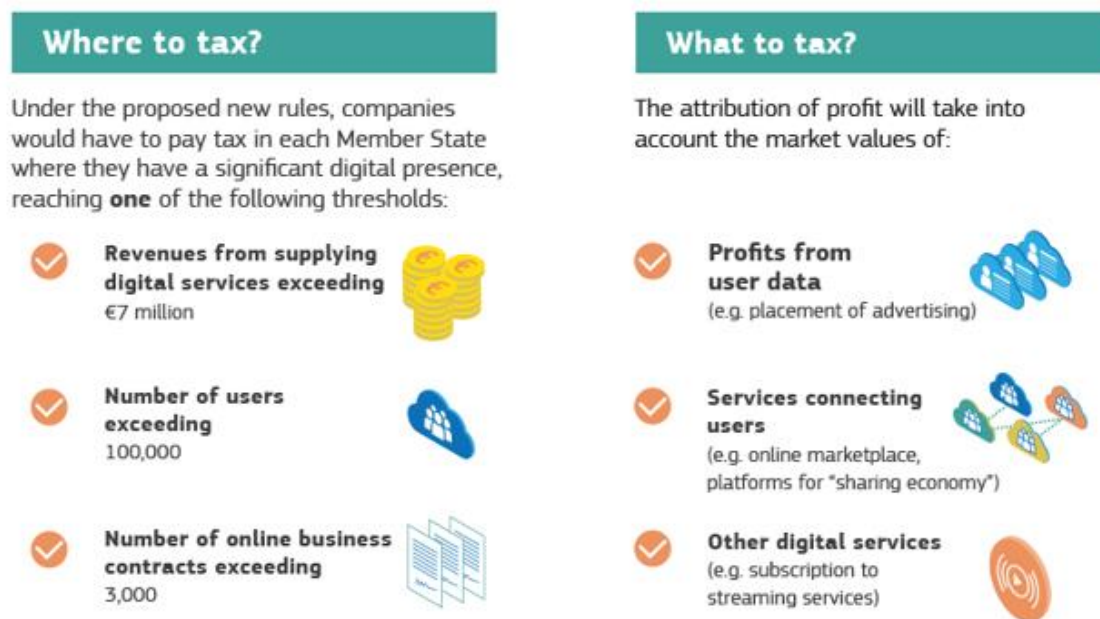 Where to tax?
Under the proposed new rules, companies
would have to pay tax in each Member State
where they have a significant digital presence,
reaching one of the following thresholds:
Revenues from supplying
digital services exceeding
€7 million
Number of users
exceeding
100,000
Number of online business
contracts exceeding
3,000
What to tax?
The attribution of profit will take into
account the market values of:
Profits from
user data
(e.g. placement of advertising)
Services connecting
users
(e.g. online marketplace,
platforms for "sharing economy")
Other digital services
(e.g. subscription to
streaming services)